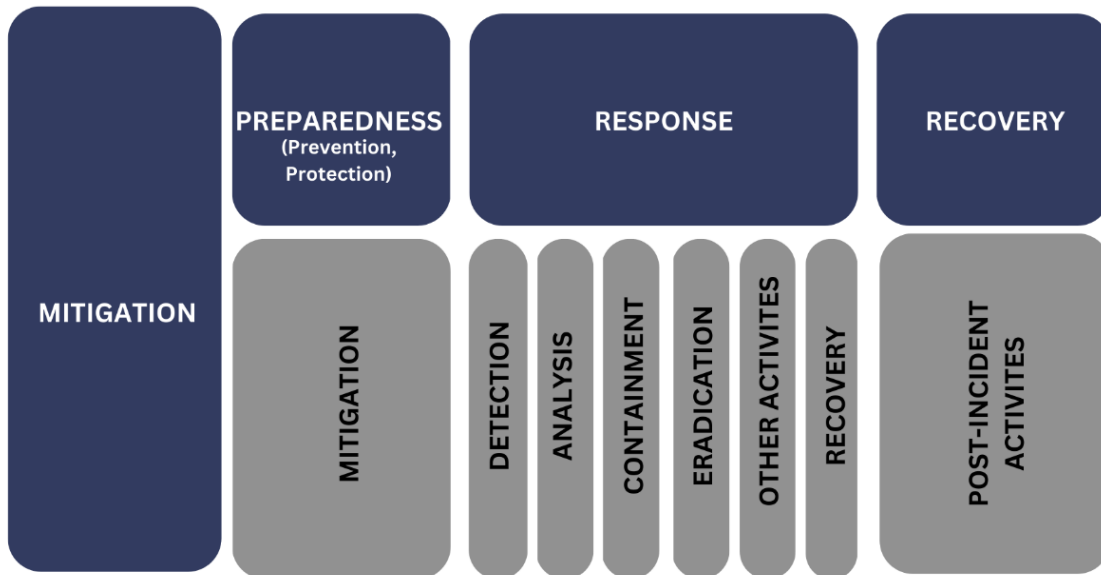 PREPAREDNESS
(Prevention,
Protection)
RESPONSE
RECOVERY
MITIGATION
MITIGATION
DETECTION
ANALYSIS
CONTAINMENT
ERADICATION
OTHER ACTIVITES
RECOVERY
POST-INCIDENT
ACTIVITES